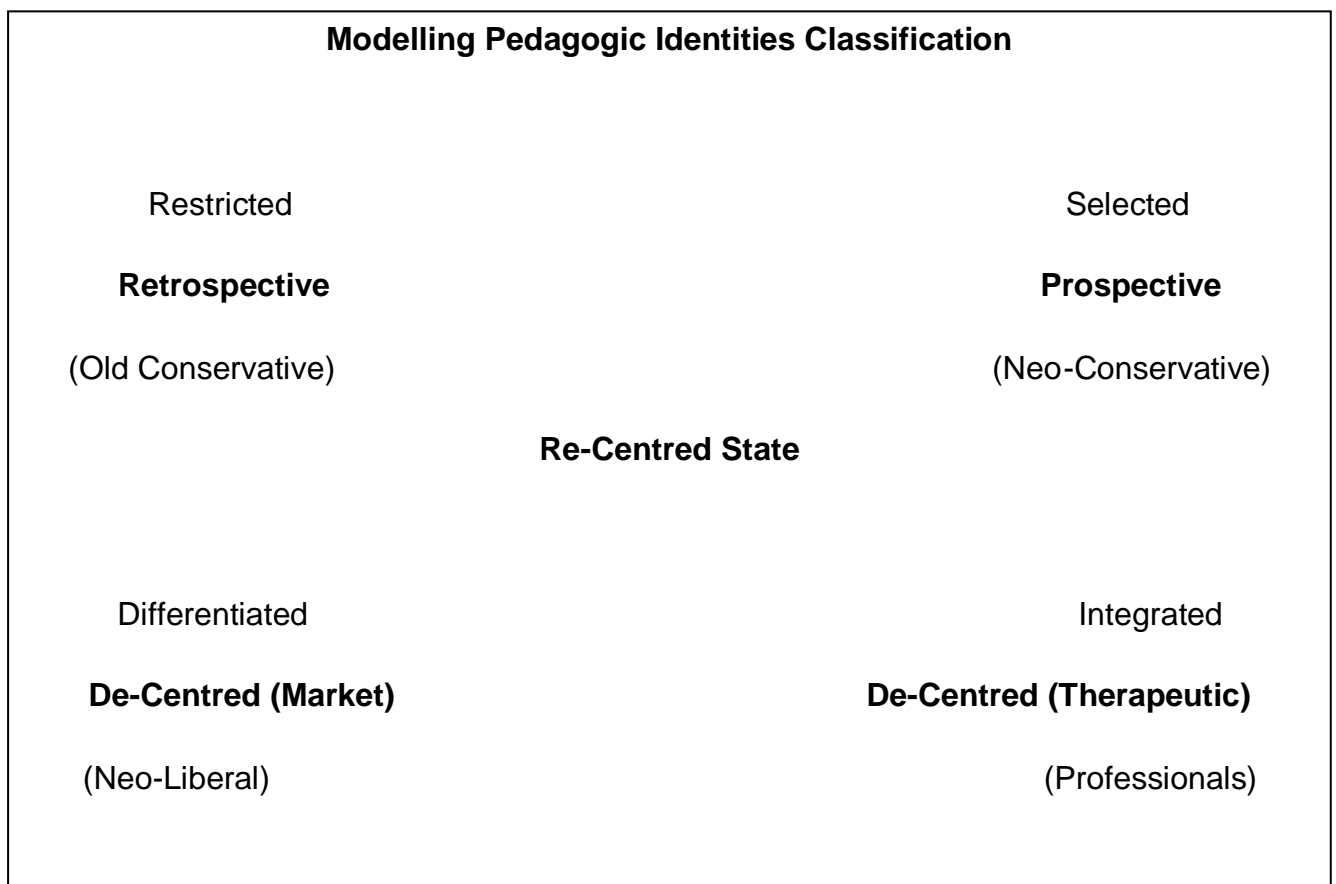 Modelling Pedagogic Identities Classification
Restricted Selected
Retrospective Prospective
(Old Conservative) (Neo-Conservative)
Re-Centred State
Differentiated Integrated
De-Centred (Market) De-Centred (Therapeutic)
(Neo-Liberal) (Professionals)